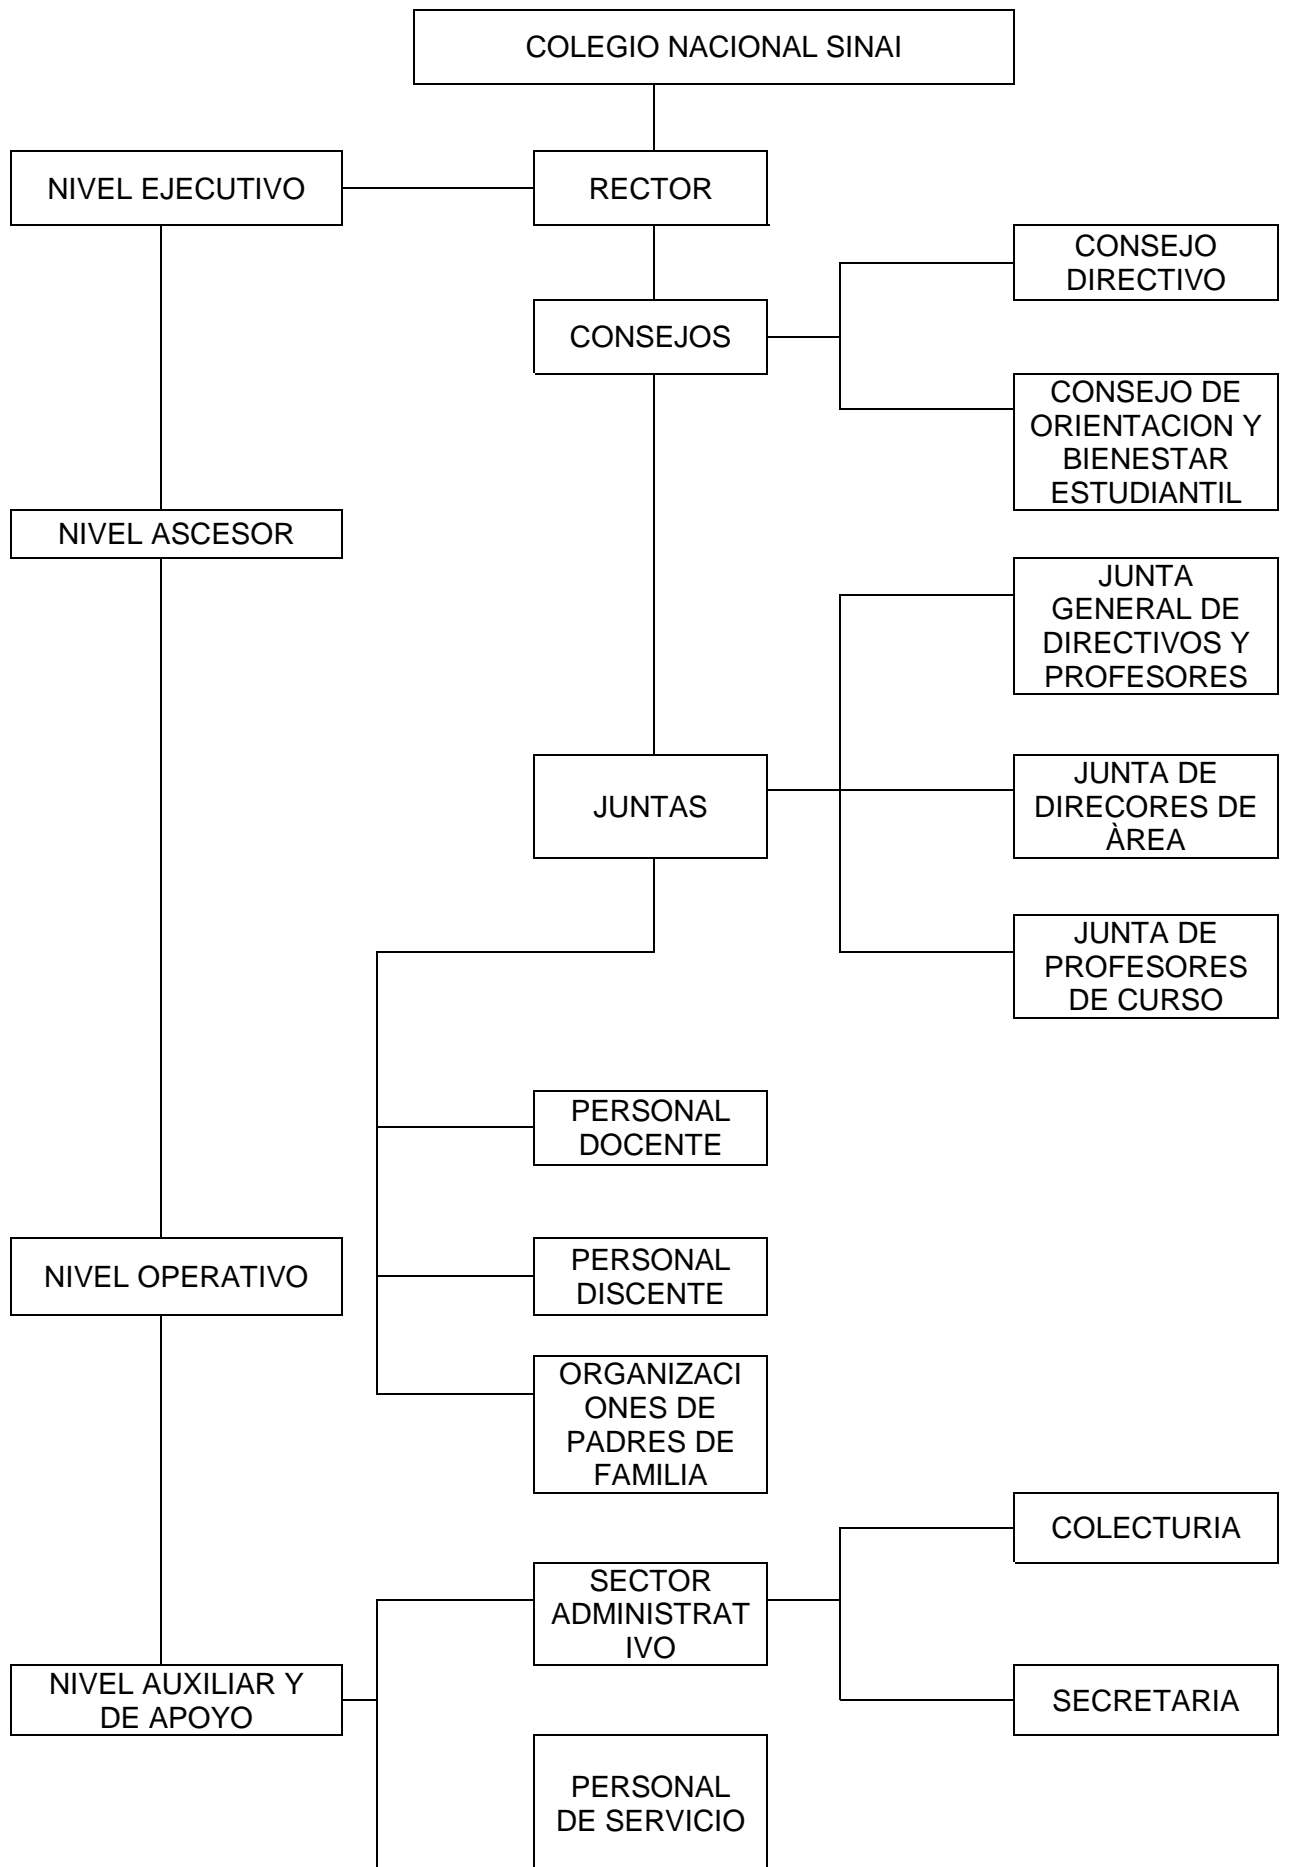 COLEGIO NACIONAL SINAI
NIVEL EJECUTIVO
RECTOR
CONSEJO
DIRECTIVO
CONSEJOS
CONSEJO DE
ORIENTACION Y
BIENESTAR
ESTUDIANTIL
NIVEL ASCESOR
JUNTA
GENERAL DE
DIRECTIVOS Y
PROFESORES
JUNTAS
JUNTA DE
DIRECORES DE
ÀREA
JUNTA DE
PROFESORES
DE CURSO
PERSONAL
DOCENTE
NIVEL OPERATIVO
PERSONAL
DISCENTE
ORGANIZACI
ONES DE
PADRES DE
FAMILIA
COLECTURIA
SECTOR
ADMINISTRAT
IVO
NIVEL AUXILIAR Y
DE APOYO
SECRETARIA
PERSONAL
DE SERVICIO